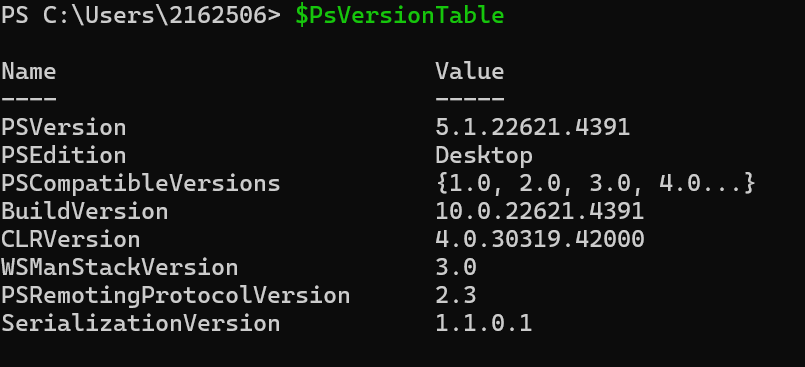 PS C:\Users\2162506> $PsVersionTable
Name Value
---- -----
PSVersion 5.1.22621.4391
PSEdition Desktop
PSCompatibleVersions {1.0, 2.0, 3.0, 4.0...}
BuildVersion 10.0.22621.4391
CLRVersion 4.0.30319.42000
WSManStackVersion 3.0
PSRemotingProtocolVersion 2.3
SerializationVersion 1.1.0.1